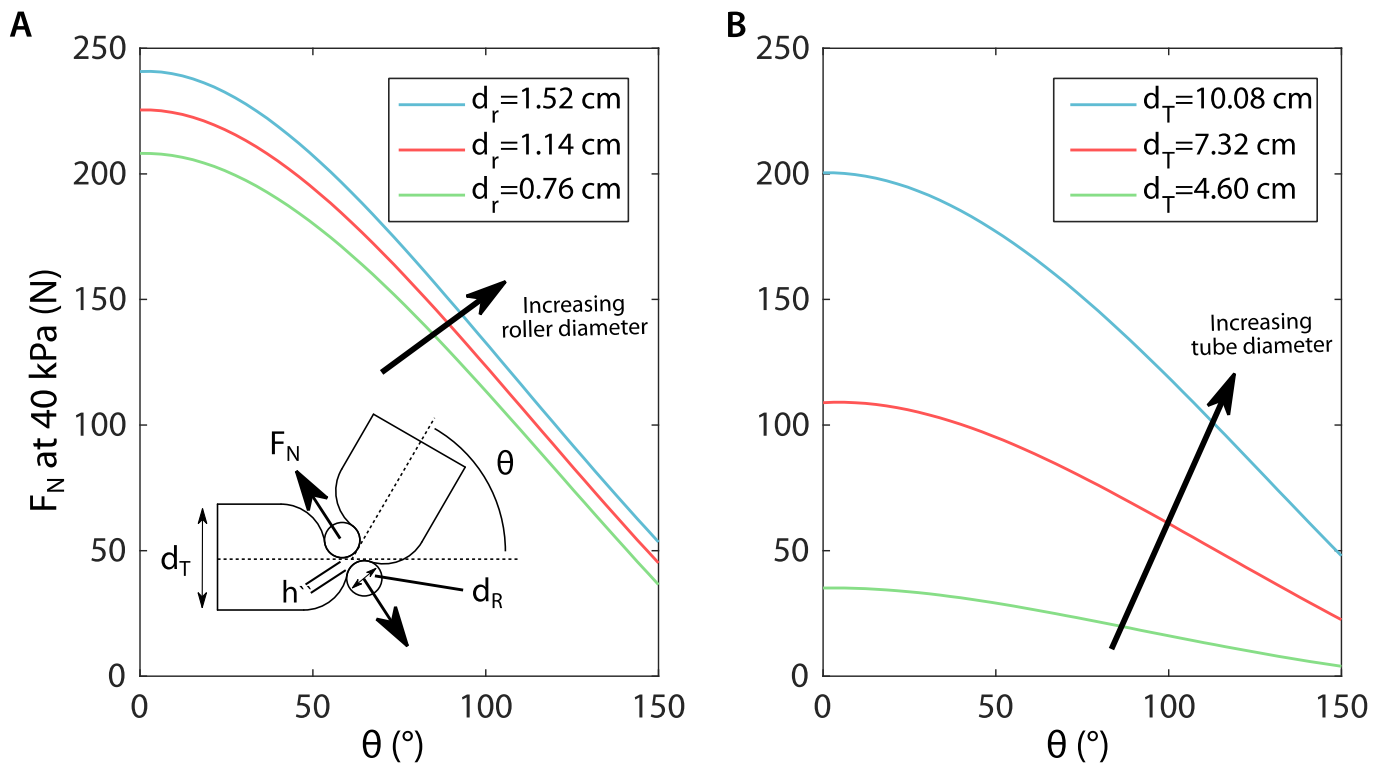 A
F_N at 40 kPa (N)
250
200
150
100
50
0
0
50
100
150
θ (°)
d_r=1.52 cm
d_r=1.14 cm
d_r=0.76 cm
Increasing
roller diameter
F_N
θ
d_T
h
d_R
B
250
200
150
100
50
0
0
50
100
150
θ (°)
d_T=10.08 cm
d_T=7.32 cm
d_T=4.60 cm
Increasing
tube diameter